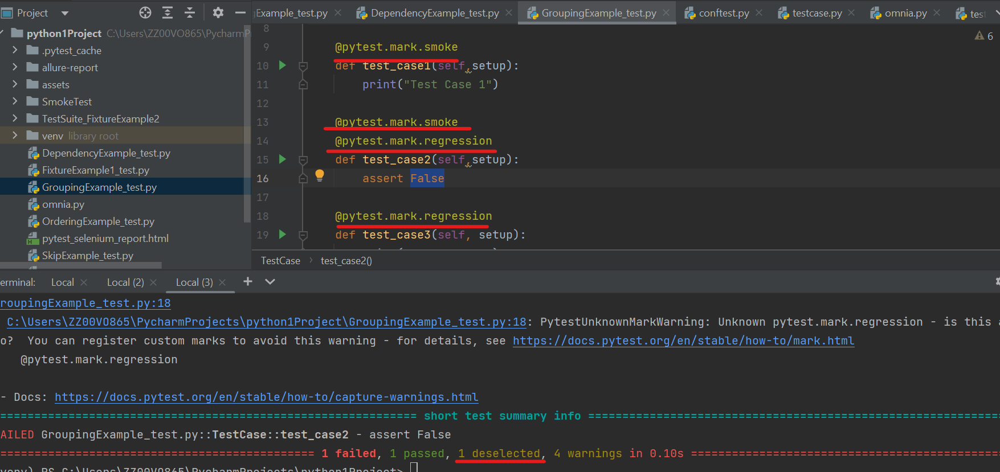 Project
Example_test.py
DependencyExample_test.py
GroupingExample_test.py
conftest.py
testcase.py
omnia.py
test
python1Project C:\Users\ZZ00VO865\PycharmP
.pytest_cache
allure-report
assets
SmokeTest
TestSuite_FixtureExample2
venv library root
DependencyExample_test.py
FixtureExample1_test.py
GroupingExample_test.py
omnia.py
OrderingExample_test.py
pytest_selenium_report.html
SkipExample_test.py
6
8
9 @pytest.mark.smoke
10 def test_case1(self,setup):
11 print("Test Case 1")
12
13 @pytest.mark.smoke
14 @pytest.mark.regression
15 def test_case2(self,setup):
16 assert False
17
18 @pytest.mark.regression
19 def test_case3(self, setup):
TestCase > test_case2()
erminal: Local Local (2) Local (3)
roupingExample_test.py:18
C:\Users\ZZ00VO865\PycharmProjects\python1Project\GroupingExample_test.py:18: PytestUnknownMarkWarning: Unknown pytest.mark.regression - is this a
o? You can register custom marks to avoid this warning - for details, see https://docs.pytest.org/en/stable/how-to/mark.html
@pytest.mark.regression
- Docs: https://docs.pytest.org/en/stable/how-to/capture-warnings.html
============================================================= short test summary info =============================================================
AILED GroupingExample_test.py::TestCase::test_case2 - assert False
============================================== 1 failed, 1 passed, 1 deselected, 4 warnings in 0.10s ==============================================
venv) PS C:\Users\ZZ00VO865\PycharmProjects\python1Project>